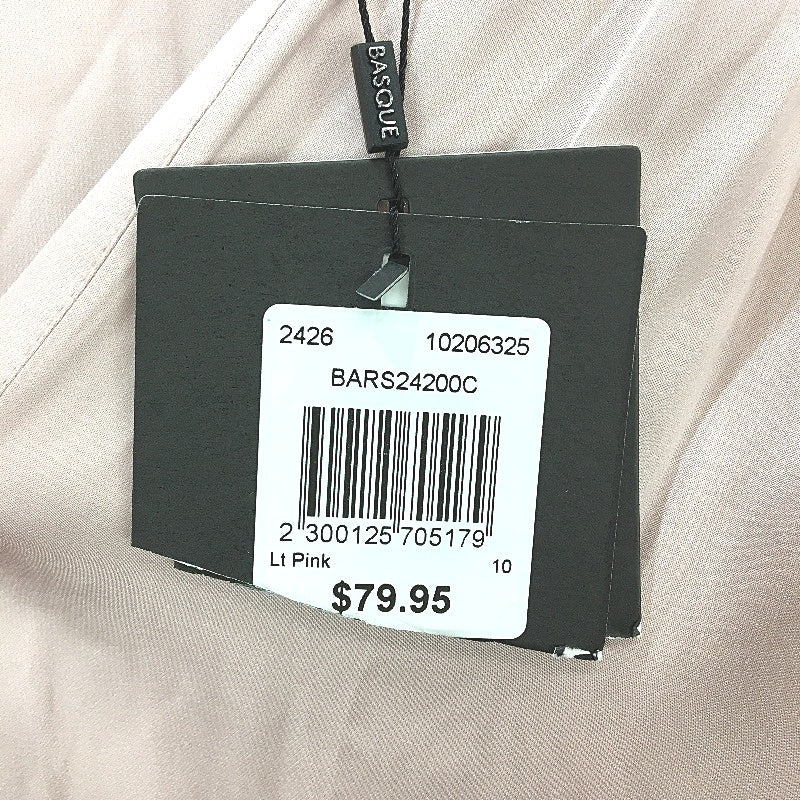 BASQUE
2426 10206325
BARS24200C
2 300125 705179
Lt Pink 10
$79.95